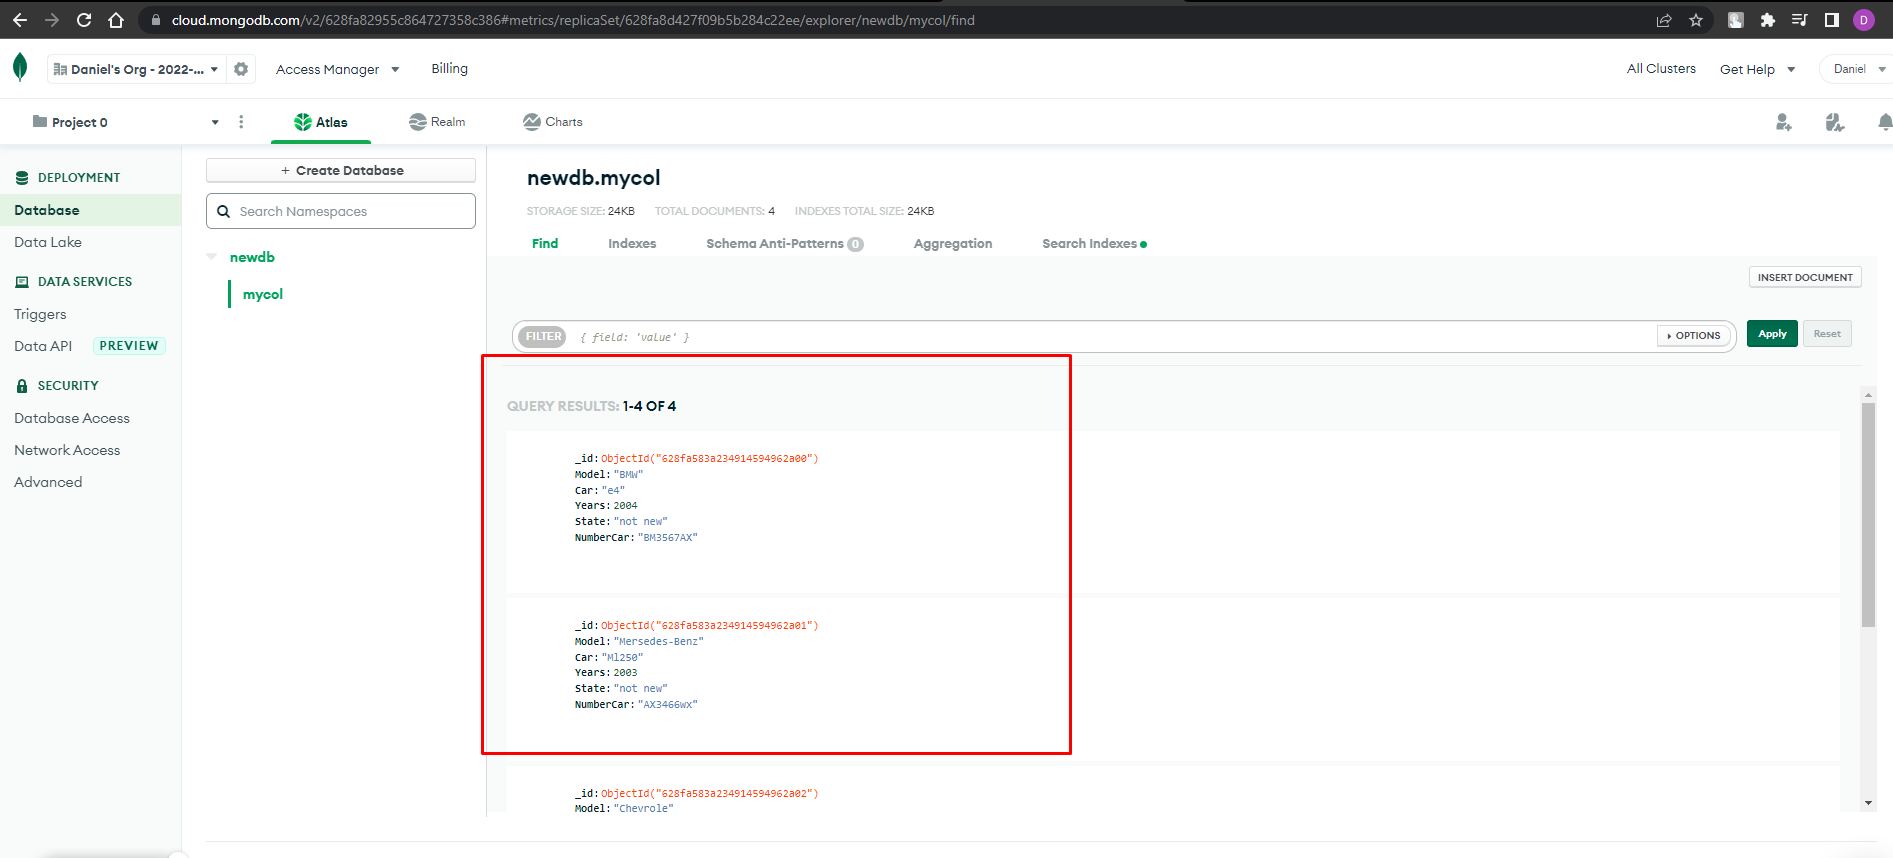 cloud.mongodb.com/v2/628fa82955c864727358c386#metrics/replicaSet/628fa8d427f09b5b284c22ee/explorer/newdb/mycol/find
D
Daniel's Org - 2022-...
Access Manager
Billing
All Clusters
Get Help
Daniel
Project 0
Atlas
Realm
Charts
DEPLOYMENT
Database
Data Lake
DATA SERVICES
Triggers
Data API PREVIEW
SECURITY
Database Access
Network Access
Advanced
+ Create Database
Search Namespaces
newdb
mycol
newdb.mycol
STORAGE SIZE: 24KB TOTAL DOCUMENTS: 4 INDEXES TOTAL SIZE: 24KB
Find Indexes Schema Anti-Patterns 0 Aggregation Search Indexes
INSERT DOCUMENT
FILTER { field: 'value' } OPTIONS Apply Reset
QUERY RESULTS: 1-4 OF 4
_id: ObjectId("628fa583a234914594962a00")
Model: "BMW"
Car: "e4"
Years: 2004
State: "not new"
NumberCar: "BM3567AX"
_id: ObjectId("628fa583a234914594962a01")
Model: "Mersedes-Benz"
Car: "Ml250"
Years: 2003
State: "not new"
NumberCar: "AX3466wX"
_id: ObjectId("628fa583a234914594962a02")
Model: "Chevrole"